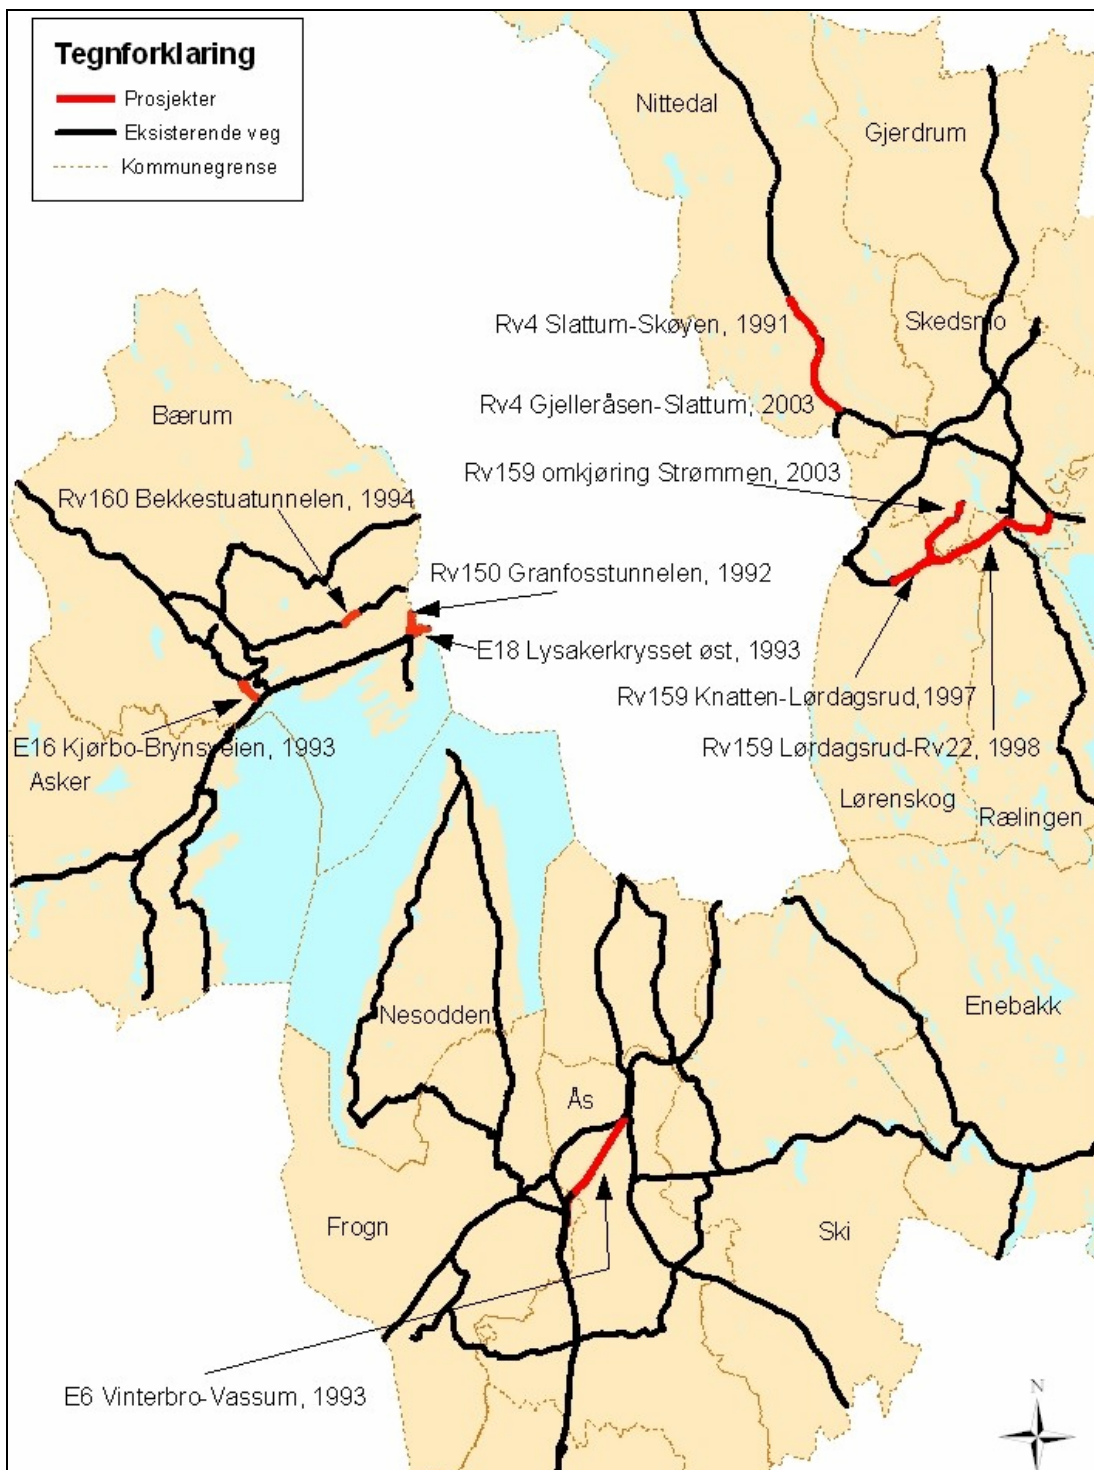 Tegnforklaring
Prosjekter
Eksisterende veg
Kommunegrense
Nittedal
Gjerdrum
Rv4 Slattum-Skøyen, 1991
Skedsmo
Bærum
Rv4 Gjelleråsen-Slattum, 2003
Rv159 omkjøring Strømmen, 2003
Rv160 Bekkestuatunnelen, 1994
Rv150 Granfosstunnelen, 1992
E18 Lysakerkrysset øst, 1993
Rv159 Knatten-Lørdagsrud,1997
E16 Kjørbo-Brynsveien, 1993
Rv159 Lørdagsrud-Rv22, 1998
Asker
Lørenskog
Rælingen
Nesodden
Enebakk
Ås
Frogn
Ski
E6 Vinterbro-Vassum, 1993
N